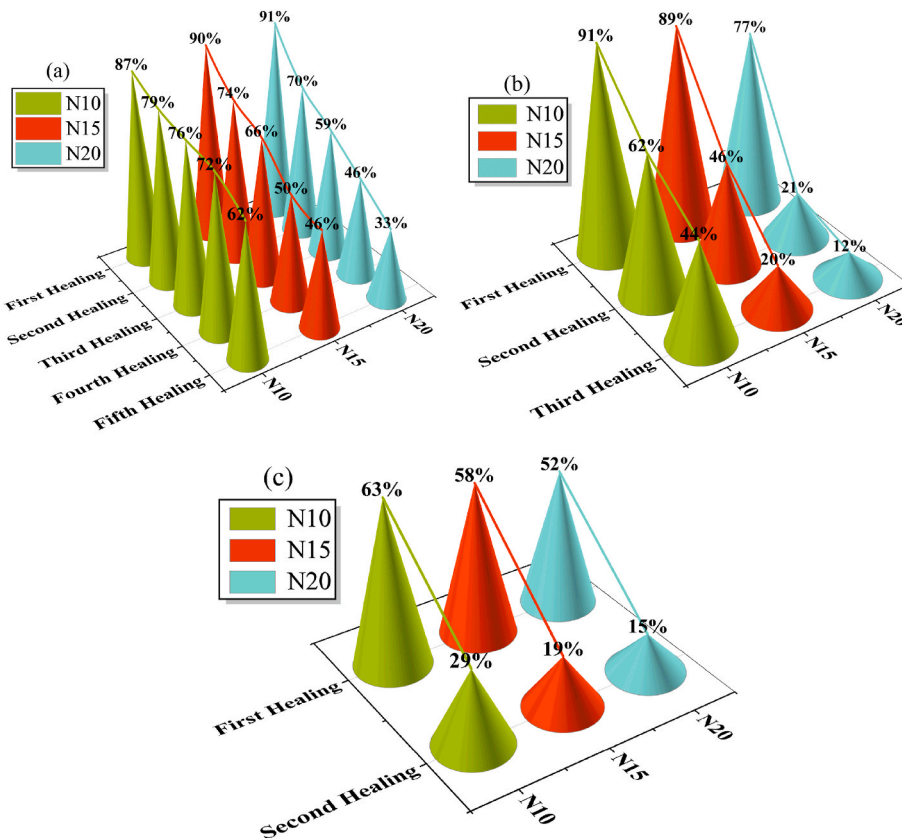 (a)
N10
N15
N20
87%
79%
76%
72%
62%
90%
74%
66%
50%
46%
91%
70%
59%
46%
33%
First Healing
Second Healing
Third Healing
Fourth Healing
Fifth Healing
N10
N15
N20
(b)
N10
N15
N20
91%
62%
44%
89%
46%
20%
77%
21%
12%
First Healing
Second Healing
Third Healing
N10
N15
N20
(c)
N10
N15
N20
63%
29%
58%
19%
52%
15%
First Healing
Second Healing
N10
N15
N20